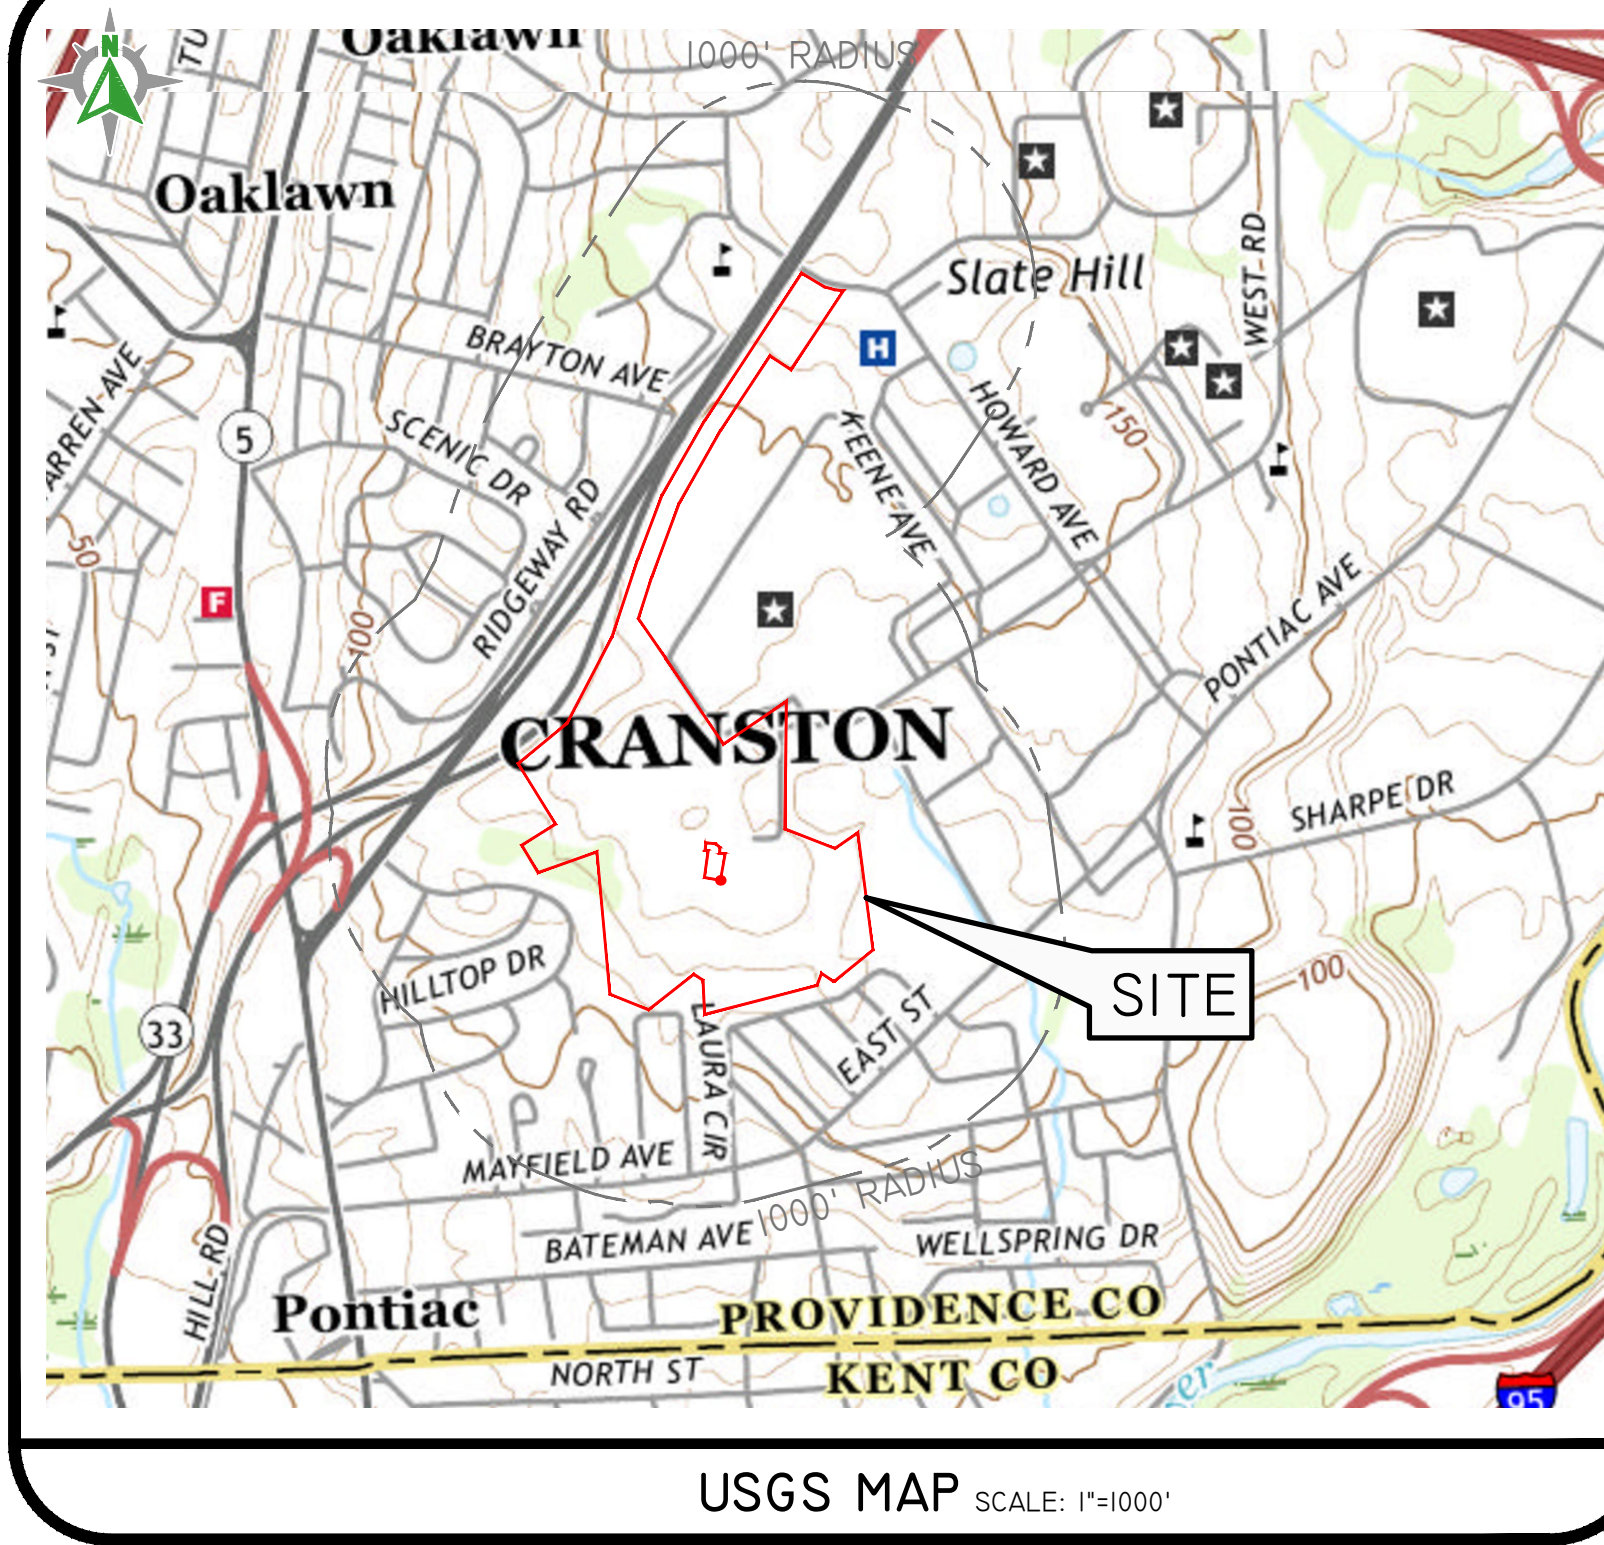 N
Oaklawn
1000' RADIUS
Oaklawn
Slate Hill
WEST RD
H
BRAYTON AVE
HOWARD AVE
SCENIC DR
KEENE AVE
150
5
50
RIDGEWAY RD
F
100
PONTIAC AVE
CRANSTON
SHARPE DR
100
HILLTOP DR
SITE
100
33
EAST ST
LAURA CIR
MAYFIELD AVE
1000' RADIUS
HILL RD
BATEMAN AVE
WELLSPRING DR
Pontiac
PROVIDENCE CO
NORTH ST
KENT CO
95
USGS MAP SCALE: 1"=1000'